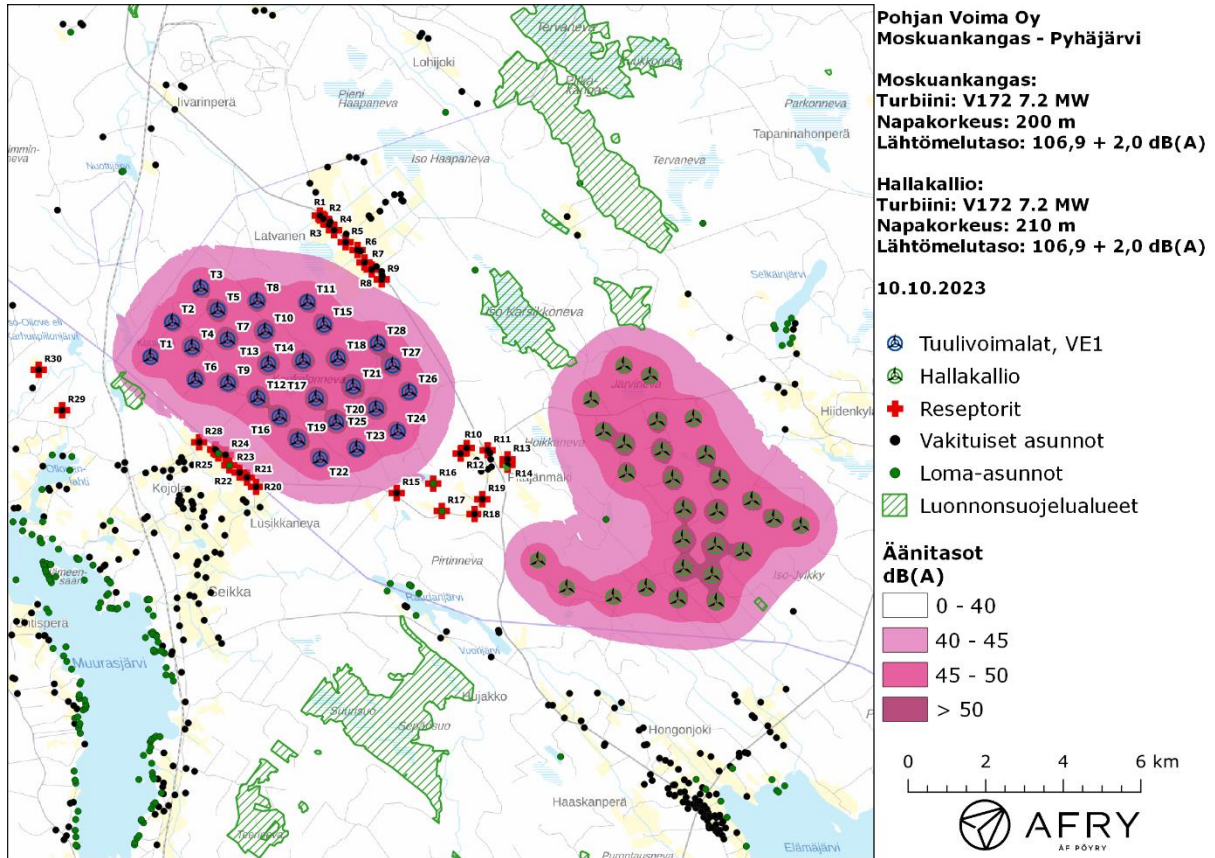 Pohjan Voima Oy
Moskuankangas - Pyhäjärvi
Moskuankangas:
Turbiini: V172 7.2 MW
Napakorkeus: 200 m
Lähtömelutaso: 106,9 + 2,0 dB(A)
Hallakallio:
Turbiini: V172 7.2 MW
Napakorkeus: 210 m
Lähtömelutaso: 106,9 + 2,0 dB(A)
10.10.2023
Tuulivoimalat, VE1
Hallakallio
Reseptorit
Vakituiset asunnot
Loma-asunnot
Luonnonsuojelualueet
Äänitasot
dB(A)
0 - 40
40 - 45
45 - 50
> 50
0 2 4 6 km
AFRY
ÅF PÖYRY
Tervaneva
Lohijoki
Iivarinperä
Pieni
Haapaneva
Parkonneva
Tapaninahonperä
Iso Haapaneva
Tervaneva
Nuottijärvi
R1
R2
R3
R4
R5
Latvanen
R6
R7
R8
R9
Selkäinjärvi
T3
T5
T8
T11
T2
T10
T15
Iso Karsikkoneva
T4
T7
T28
T1
T13
T14
T18
T27
R30
T6
T9
T12
T17
T21
T26
Järvineva
R29
T20
T25
T24
T16
T19
T23
Hiidenkylä
R28
R24
T22
R10
R11
Hoikkaneva
R25
R23
R12
R13
R14
R21
R16
Kojola
R22
R20
R15
R19
Lusikkaneva
R17
R18
Pirtinneva
Iso-Jylkky
Seikka
Vuorijärvi
Muurasjärvi
Hujakko
Suurisuo
Sepänsuo
Hongonjoki
Haaskanperä
Teerineva
Elämäjärvi